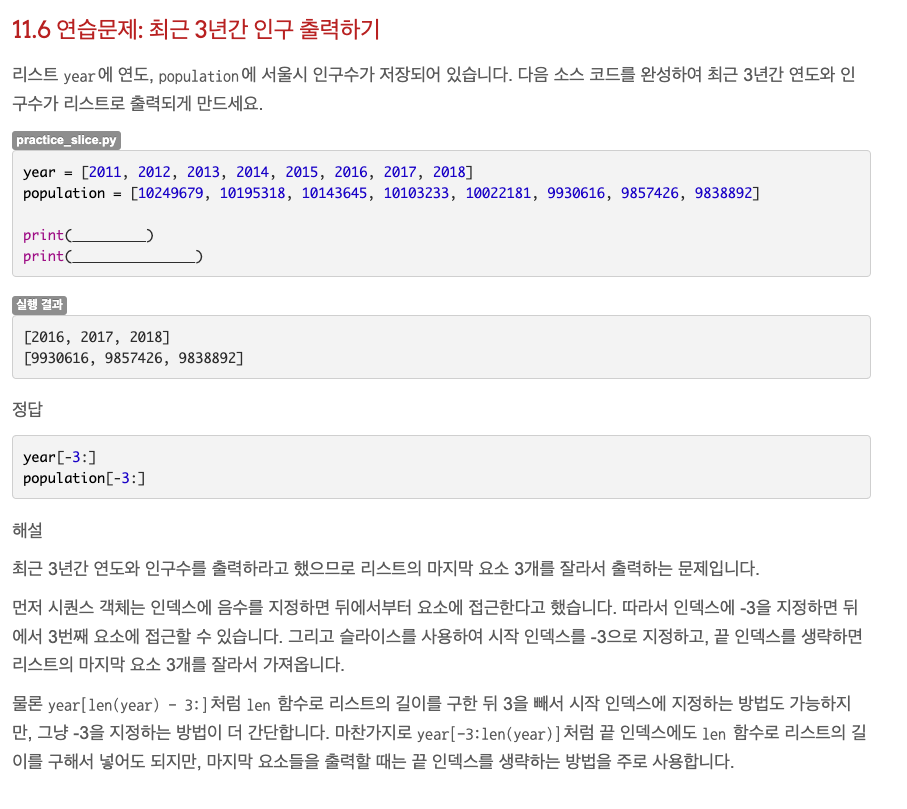 11.6 연습문제: 최근 3년간 인구 출력하기
리스트 year에 연도, population에 서울시 인구수가 저장되어 있습니다. 다음 소스 코드를 완성하여 최근 3년간 연도와 인
구수가 리스트로 출력되게 만드세요.
practice_slice.py
year = [2011, 2012, 2013, 2014, 2015, 2016, 2017, 2018]
population = [10249679, 10195318, 10143645, 10103233, 10022181, 9930616, 9857426, 9838892]
print(_________)
print(_______________)
실행 결과
[2016, 2017, 2018]
[9930616, 9857426, 9838892]
정답
year[-3:]
population[-3:]
해설
최근 3년간 연도와 인구수를 출력하라고 했으므로 리스트의 마지막 요소 3개를 잘라서 출력하는 문제입니다.
먼저 시퀀스 객체는 인덱스에 음수를 지정하면 뒤에서부터 요소에 접근한다고 했습니다. 따라서 인덱스에 -3을 지정하면 뒤
에서 3번째 요소에 접근할 수 있습니다. 그리고 슬라이스를 사용하여 시작 인덱스를 -3으로 지정하고, 끝 인덱스를 생략하면
리스트의 마지막 요소 3개를 잘라서 가져옵니다.
물론 year[len(year) - 3:]처럼 len 함수로 리스트의 길이를 구한 뒤 3을 빼서 시작 인덱스에 지정하는 방법도 가능하지
만, 그냥 -3을 지정하는 방법이 더 간단합니다. 마찬가지로 year[-3:len(year)]처럼 끝 인덱스에도 len 함수로 리스트의 길
이를 구해서 넣어도 되지만, 마지막 요소들을 출력할 때는 끝 인덱스를 생략하는 방법을 주로 사용합니다.